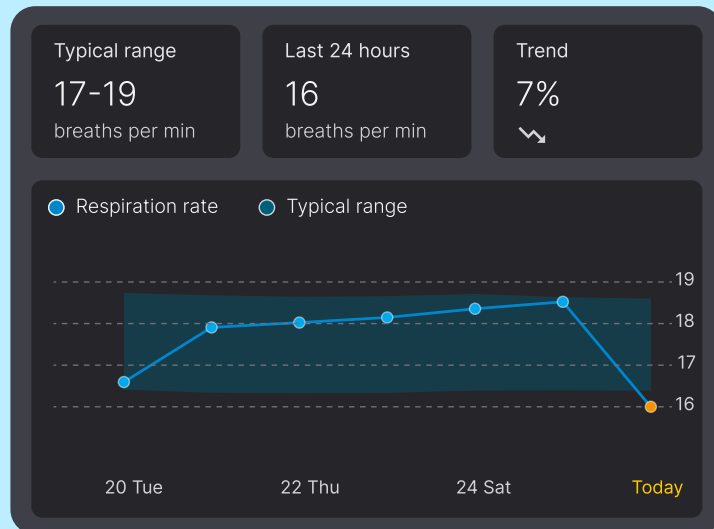 Typical range
17-19
breaths per min
Last 24 hours
16
breaths per min
Trend
7%
Respiration rate
Typical range
19
18
17
16
20 Tue
22 Thu
24 Sat
Today